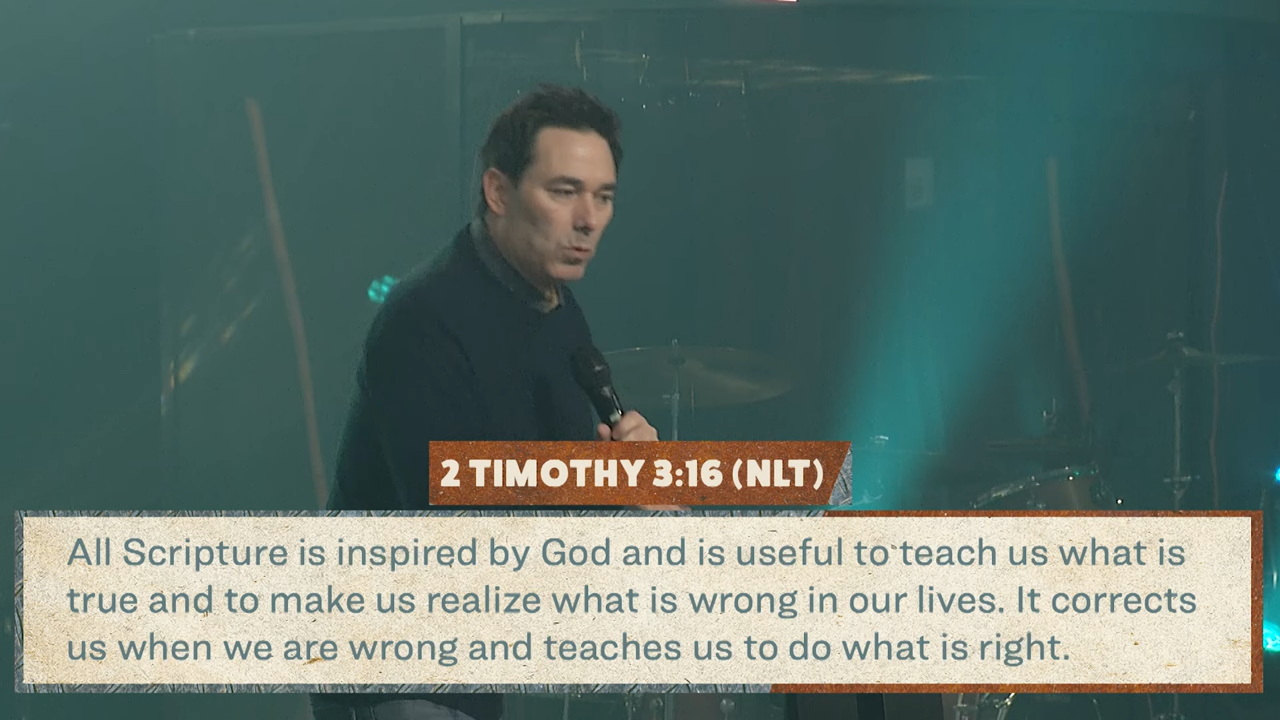 2 TIMOTHY 3:16 (NLT)
All Scripture is inspired by God and is useful to teach us what is
true and to make us realize what is wrong in our lives. It corrects
us when we are wrong and teaches us to do what is right.